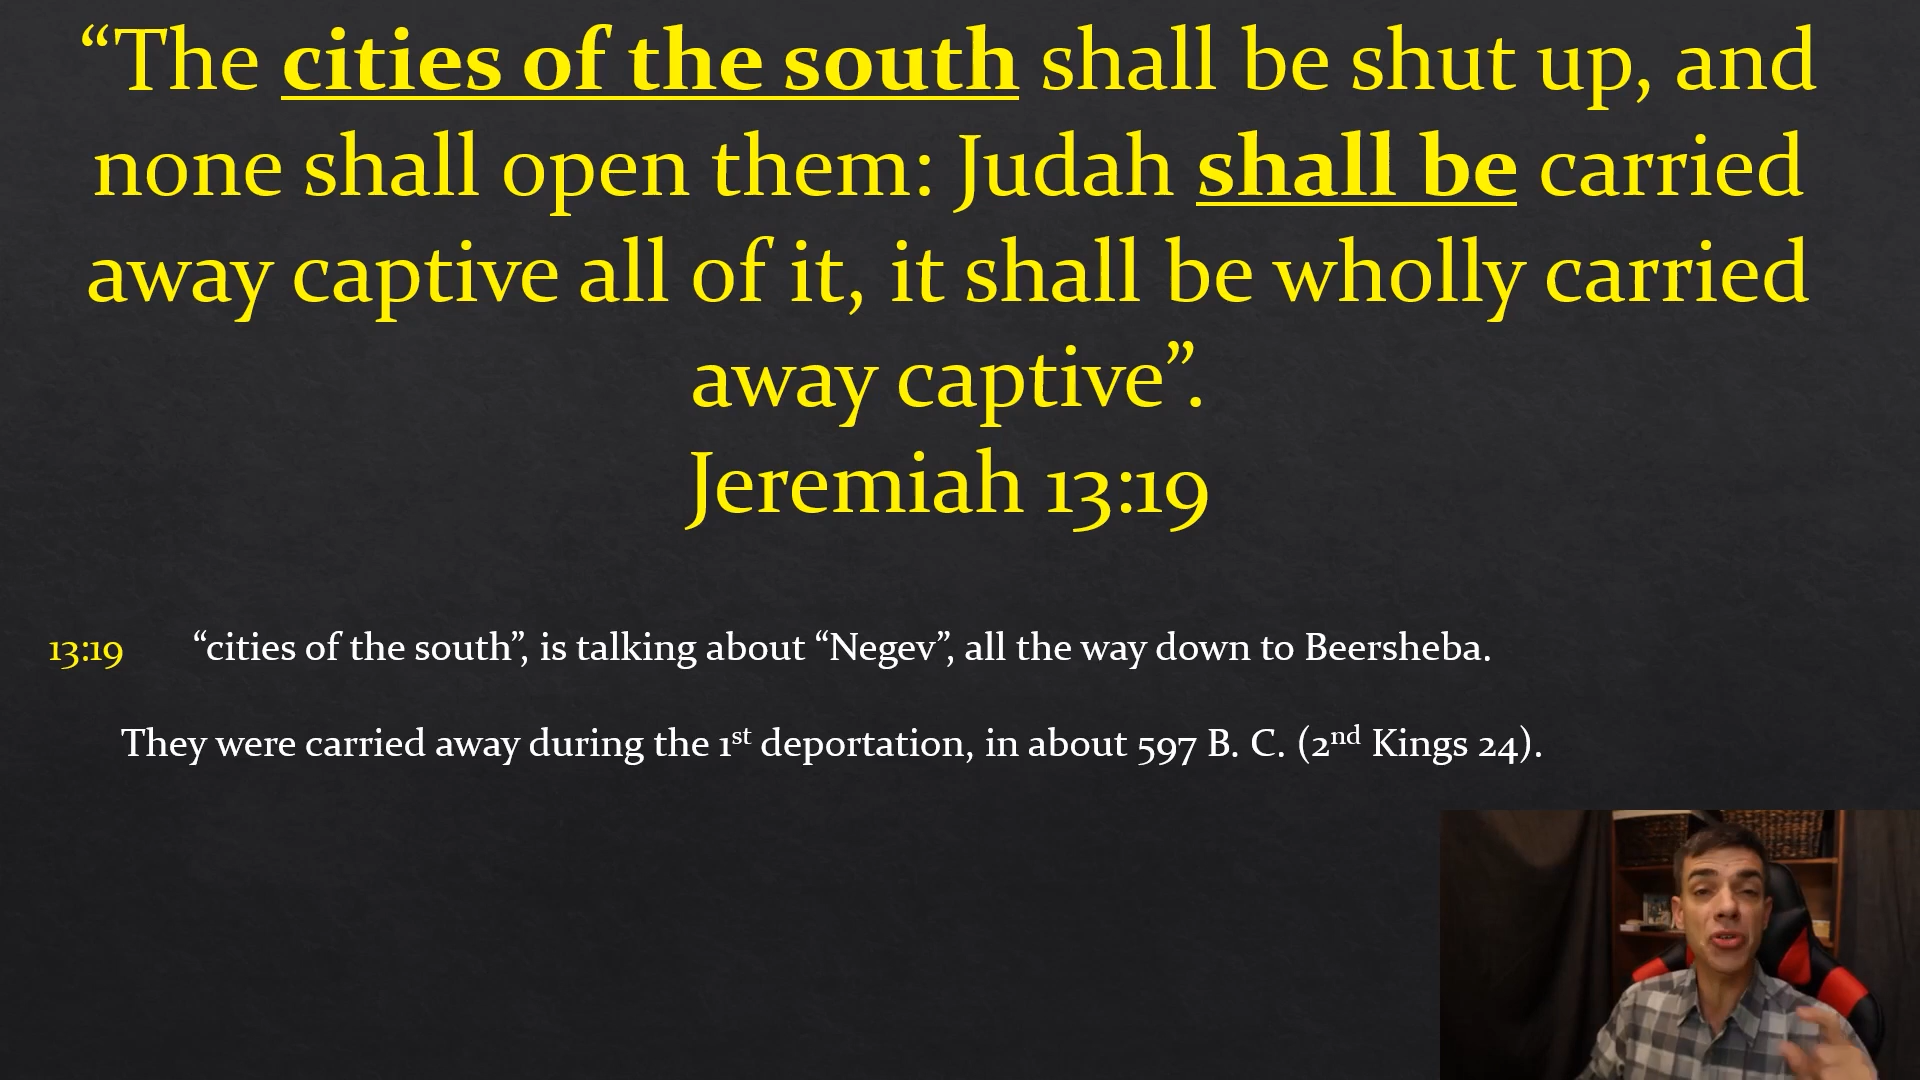 “The cities of the south shall be shut up, and
none shall open them: Judah shall be carried
away captive all of it, it shall be wholly carried
away captive”.
Jeremiah 13:19
13:19 “cities of the south”, is talking about “Negev”, all the way down to Beersheba.
They were carried away during the 1st deportation, in about 597 B. C. (2nd Kings 24).